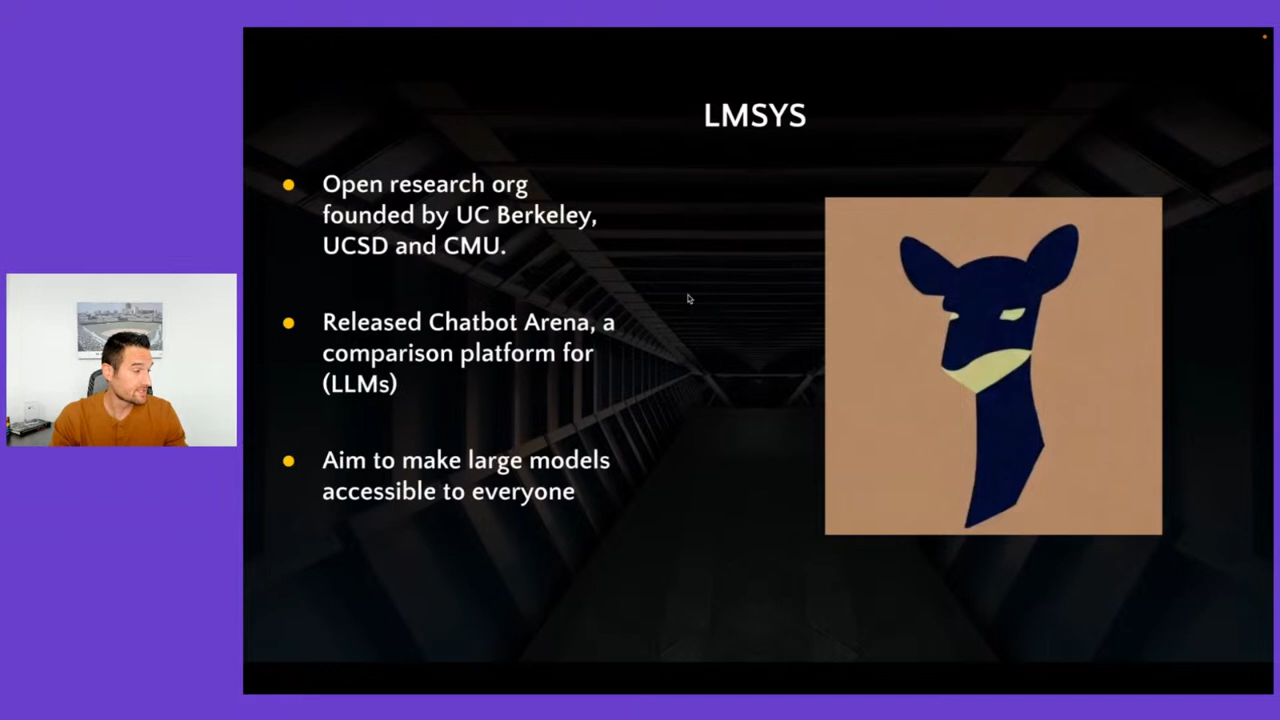 LMSYS
Open research org
founded by UC Berkeley,
UCSD and CMU.
Released Chatbot Arena, a
comparison platform for
(LLMs)
Aim to make large models
accessible to everyone